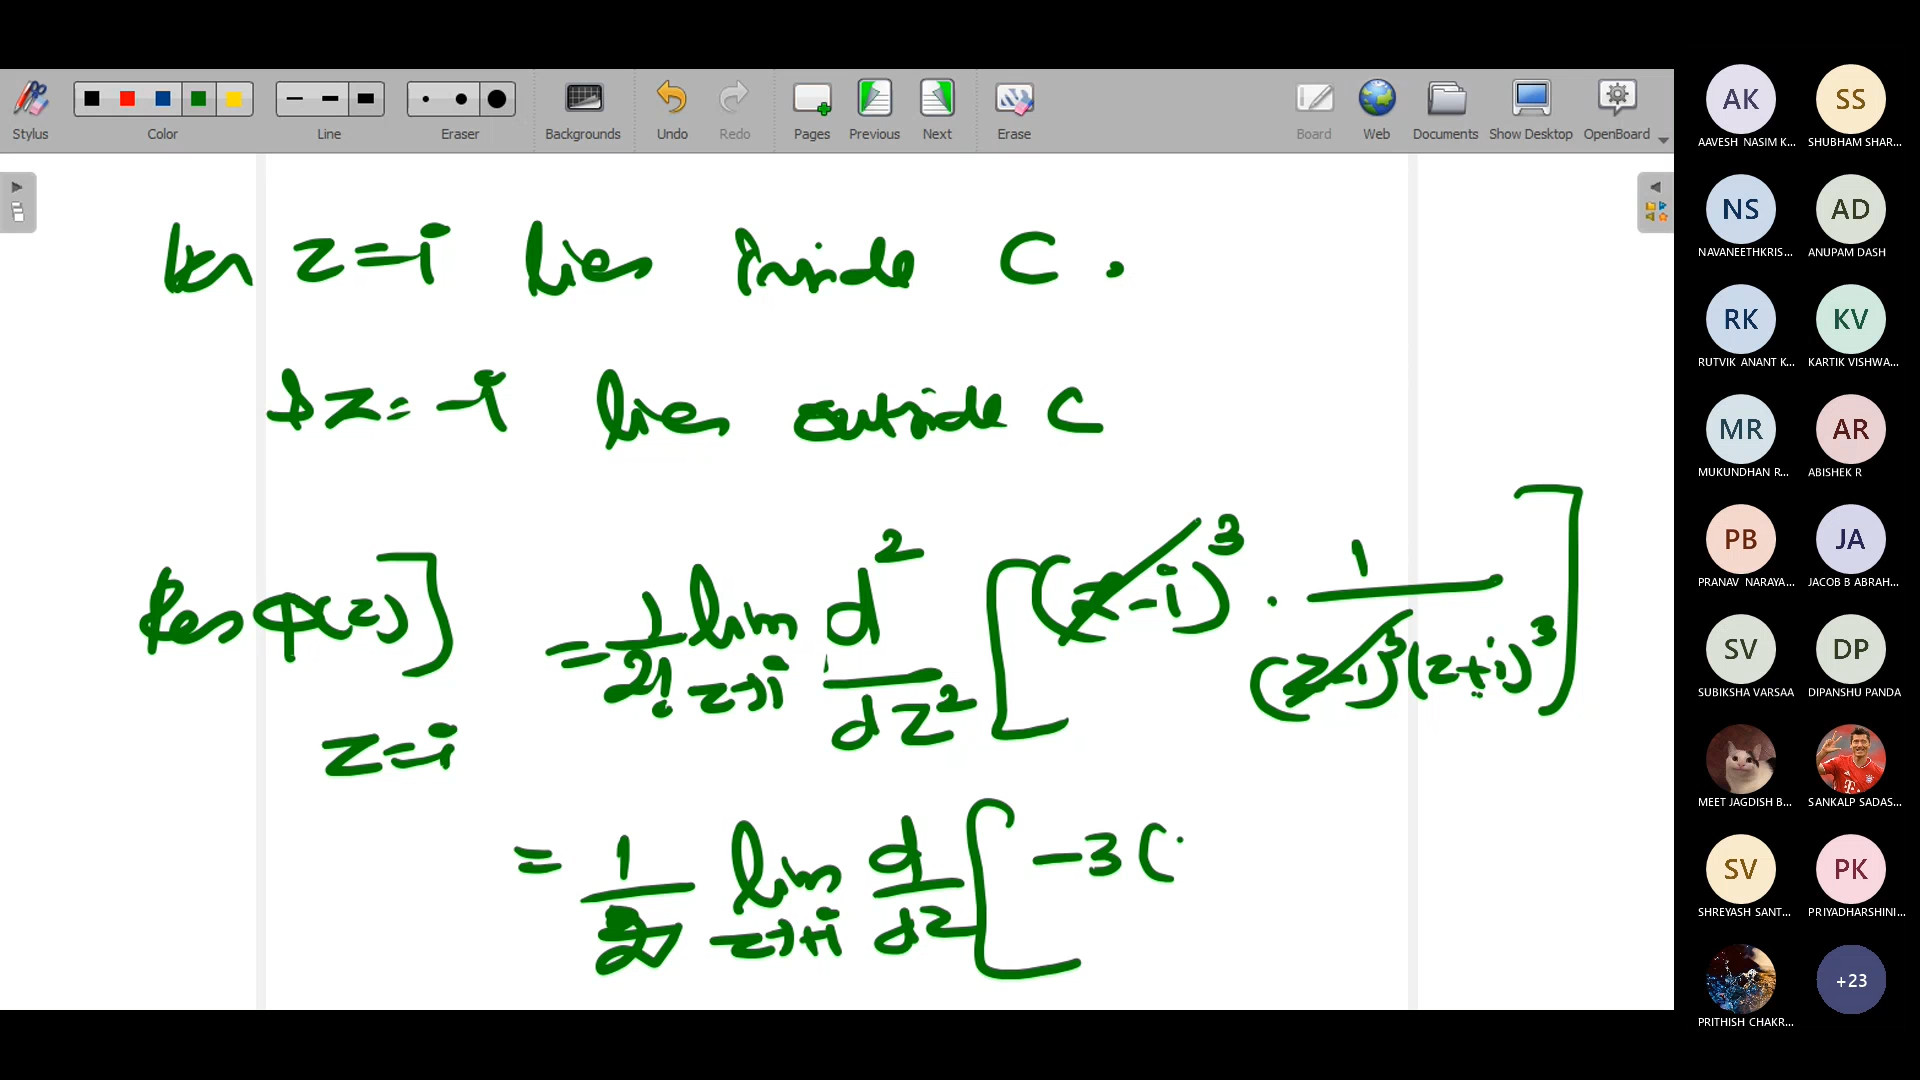 Stylus
Color
Line
Eraser
Backgrounds
Undo
Redo
Pages
Previous
Next
Erase
Board
Web
Documents
Show Desktop
OpenBoard
z=i lies inside C.
& z=-i lies outside C
Res φ(z)] = 1/2! lim z→i d²/dz² [(z-i)³ · 1/(z-i)³(z+i)³]
z=i
= 1/2 lim z→i d/dz [ -3(
AK
AAVESH NASIM K...
SS
SHUBHAM SHAR...
NS
NAVANEETHKRIS...
AD
ANUPAM DASH
RK
RUTVIK ANANT K...
KV
KARTIK VISHWA...
MR
MUKUNDHAN R...
AR
ABISHEK R
PB
PRANAV NARAYA...
JA
JACOB B ABRAH...
SV
SUBIKSHA VARSAA
DP
DIPANSHU PANDA
MEET JAGDISH B...
SANKALP SADAS...
SV
SHREYASH SANT...
PK
PRIYADHARSHINI...
PRITHISH CHAKR...
+23